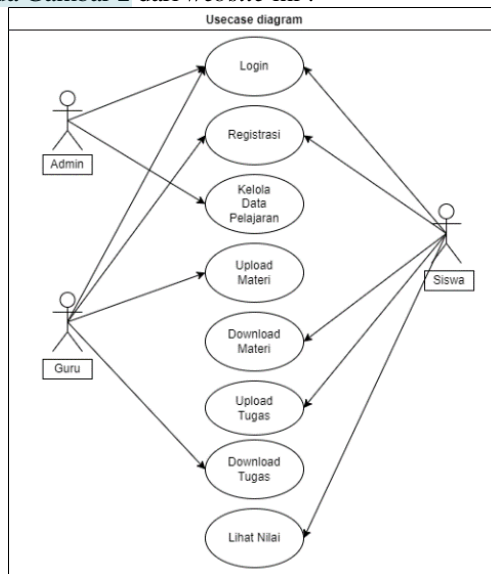 Gambar 2 dari website ini :
Usecase diagram
Login
Admin
Registrasi
Kelola
Data
Pelajaran
Siswa
Upload
Materi
Guru
Download
Materi
Upload
Tugas
Download
Tugas
Lihat Nilai